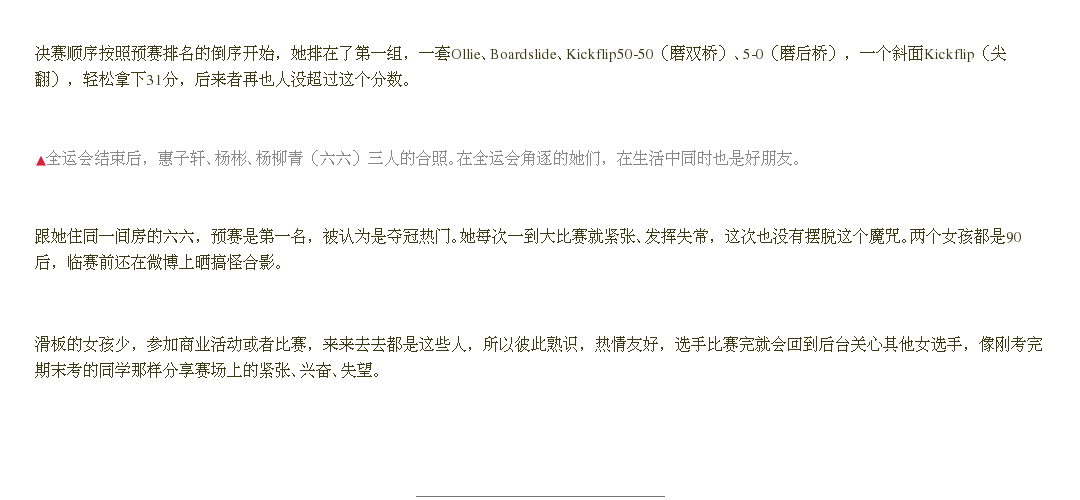 决赛顺序按照预赛排名的倒序开始，她排在了第一组，一套Ollie、Boardslide、Kickflip50-50（磨双桥）、5-0（磨后桥），一个斜面Kickflip（尖
翻），轻松拿下31分，后来者再也人没超过这个分数。
▲全运会结束后，惠子轩、杨彬、杨柳青（六六）三人的合照。在全运会角逐的她们，在生活中同时也是好朋友。
跟她住同一间房的六六，预赛是第一名，被认为是夺冠热门。她每次一到大比赛就紧张、发挥失常，这次也没有摆脱这个魔咒。两个女孩都是90
后，临赛前还在微博上晒搞怪合影。
滑板的女孩少，参加商业活动或者比赛，来来去去都是这些人，所以彼此熟识，热情友好，选手比赛完就会回到后台关心其他女选手，像刚考完
期末考的同学那样分享赛场上的紧张、兴奋、失望。